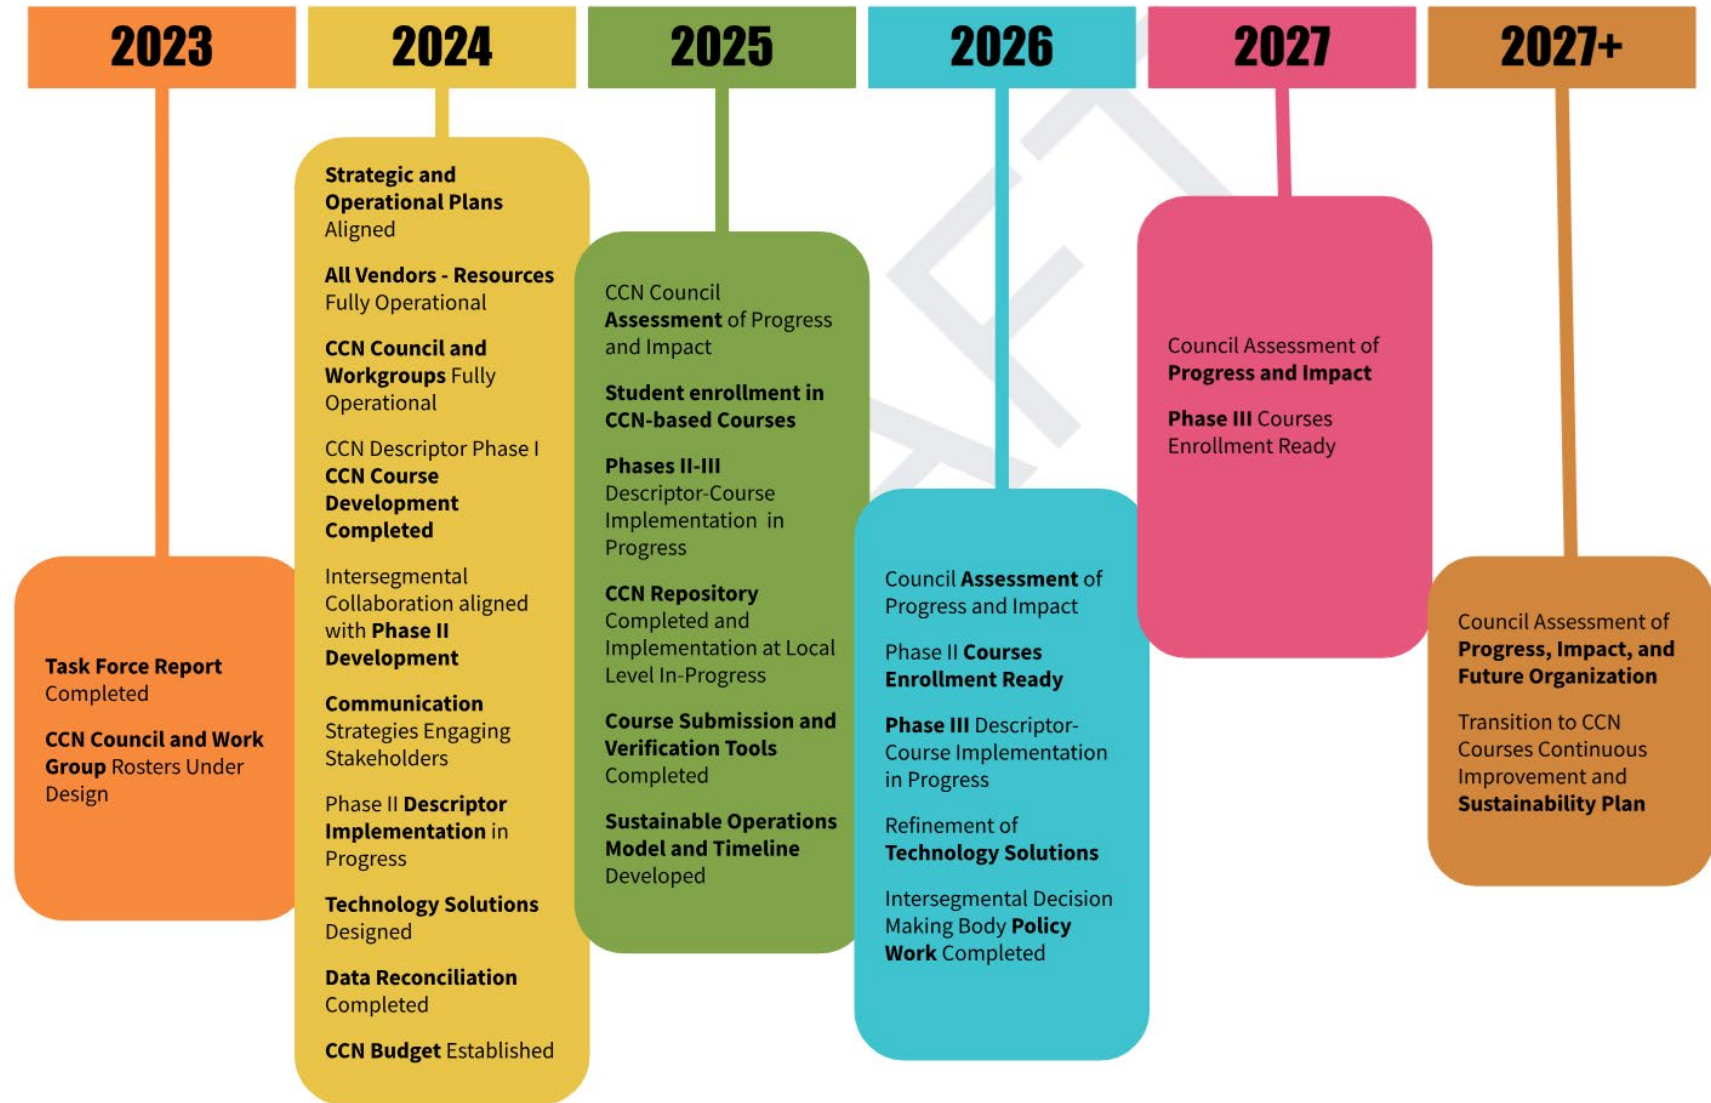 2023
2024
2025
2026
2027
2027+
Task Force Report
Completed
CCN Council and Work
Group Rosters Under
Design
Strategic and
Operational Plans
Aligned
All Vendors - Resources
Fully Operational
CCN Council and
Workgroups Fully
Operational
CCN Descriptor Phase I
CCN Course
Development
Completed
Intersegmental
Collaboration aligned
with Phase II
Development
Communication
Strategies Engaging
Stakeholders
Phase II Descriptor
Implementation in
Progress
Technology Solutions
Designed
Data Reconciliation
Completed
CCN Budget Established
CCN Council
Assessment of Progress
and Impact
Student enrollment in
CCN-based Courses
Phases II-III
Descriptor-Course
Implementation in
Progress
CCN Repository
Completed and
Implementation at Local
Level In-Progress
Course Submission and
Verification Tools
Completed
Sustainable Operations
Model and Timeline
Developed
Council Assessment of
Progress and Impact
Phase II Courses
Enrollment Ready
Phase III Descriptor-
Course Implementation
in Progress
Refinement of
Technology Solutions
Intersegmental Decision
Making Body Policy
Work Completed
Council Assessment of
Progress and Impact
Phase III Courses
Enrollment Ready
Council Assessment of
Progress, Impact, and
Future Organization
Transition to CCN
Courses Continuous
Improvement and
Sustainability Plan